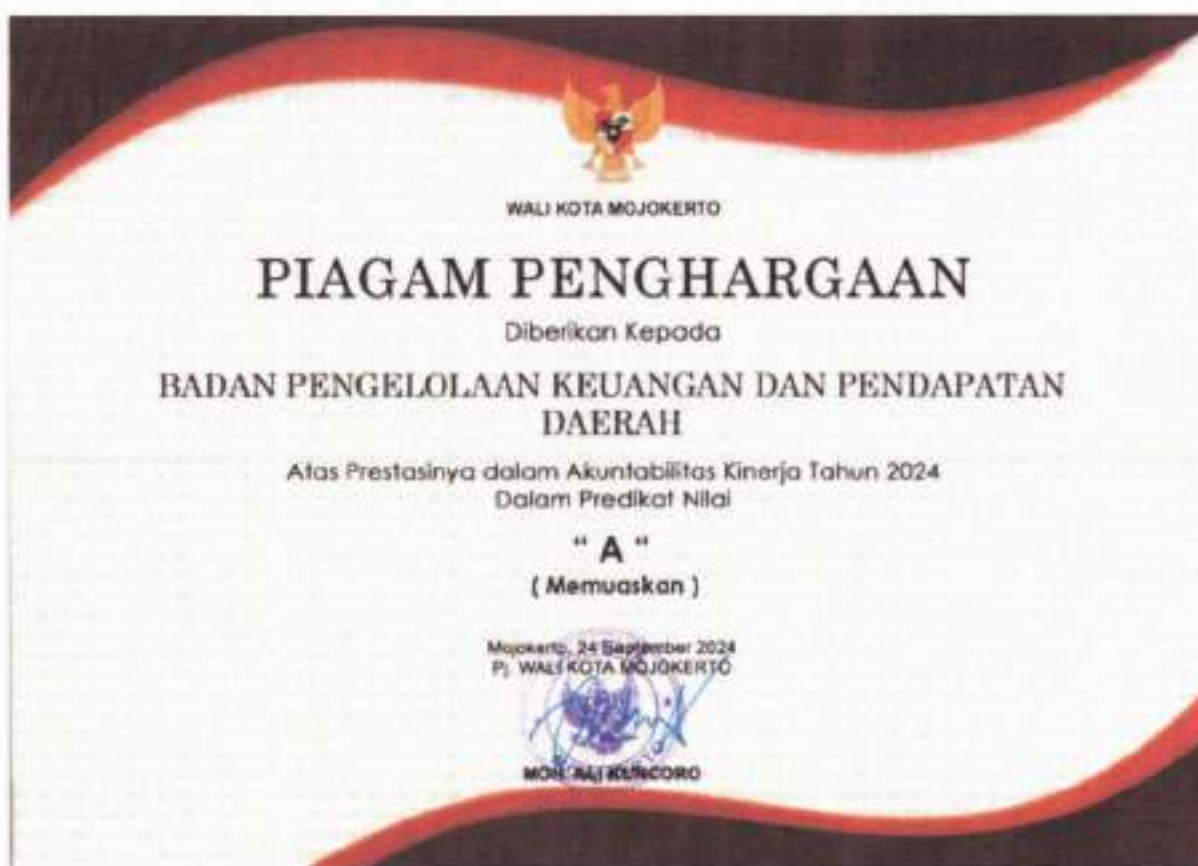 WALI KOTA MOJOKERTO
PIAGAM PENGHARGAAN
Diberikan Kepada
BADAN PENGELOLAAN KEUANGAN DAN PENDAPATAN
DAERAH
Atas Prestasinya dalam Akuntabilitas Kinerja Tahun 2024
Dalam Predikat Nilai
“ A “
( Memuaskan )
Mojokerto, 24 September 2024
Pj. WALI KOTA MOJOKERTO
MOH. ALI KUNCORO